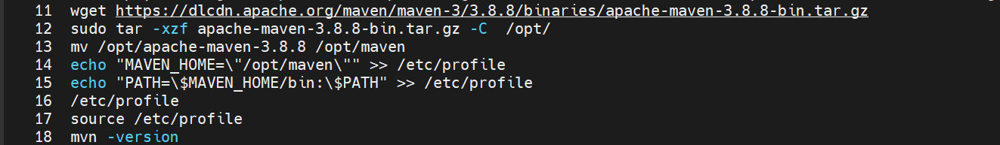 11 wget https://dlcdn.apache.org/maven/maven-3/3.8.8/binaries/apache-maven-3.8.8-bin.tar.gz
12 sudo tar -xzf apache-maven-3.8.8-bin.tar.gz -C  /opt/
13 mv /opt/apache-maven-3.8.8 /opt/maven
14 echo "MAVEN_HOME=\"/opt/maven\"" >> /etc/profile
15 echo "PATH=\$MAVEN_HOME/bin:\$PATH" >> /etc/profile
16 /etc/profile
17 source /etc/profile
18 mvn -version